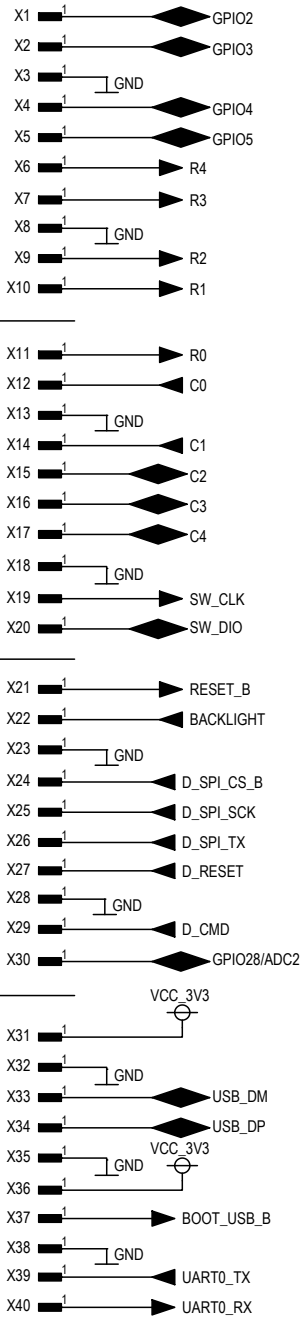 X1 1 GPIO2
X2 1 GPIO3
X3 1 GND
X4 1 GPIO4
X5 1 GPIO5
X6 1 R4
X7 1 R3
X8 1 GND
X9 1 R2
X10 1 R1
X11 1 R0
X12 1 C0
X13 1 GND
X14 1 C1
X15 1 C2
X16 1 C3
X17 1 C4
X18 1 GND
X19 1 SW_CLK
X20 1 SW_DIO
X21 1 RESET_B
X22 1 BACKLIGHT
X23 1 GND
X24 1 D_SPI_CS_B
X25 1 D_SPI_SCK
X26 1 D_SPI_TX
X27 1 D_RESET
X28 1 GND
X29 1 D_CMD
X30 1 GPIO28/ADC2
VCC_3V3
X31 1
X32 1 GND
X33 1 USB_DM
X34 1 USB_DP
VCC_3V3
X35 1 GND
X36 1
X37 1 BOOT_USB_B
X38 1 GND
X39 1 UART0_TX
X40 1 UART0_RX